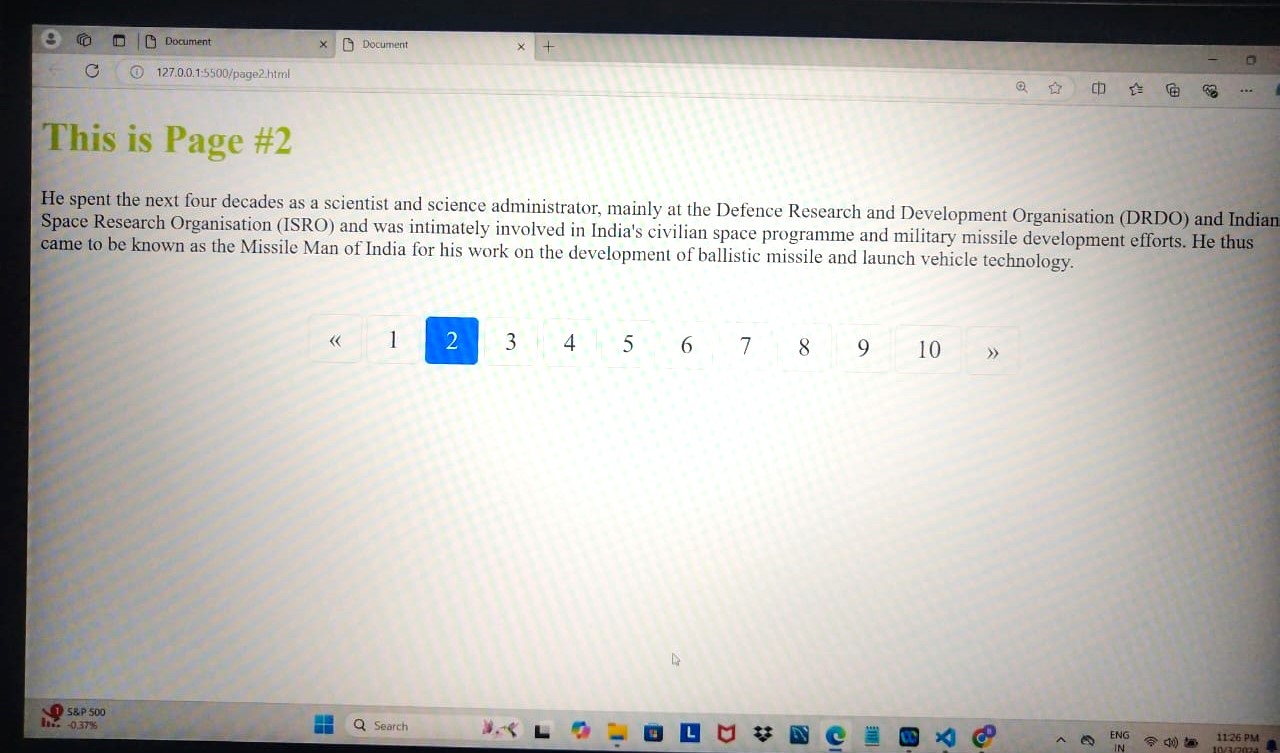 Document
Document
127.0.0.1:5500/page2.html
This is Page #2
He spent the next four decades as a scientist and science administrator, mainly at the Defence Research and Development Organisation (DRDO) and Indian
Space Research Organisation (ISRO) and was intimately involved in India's civilian space programme and military missile development efforts. He thus
came to be known as the Missile Man of India for his work on the development of ballistic missile and launch vehicle technology.
« 1 2 3 4 5 6 7 8 9 10 »
S&P 500
-0.37%
Search
ENG
IN
11:26 PM
10/3/2024